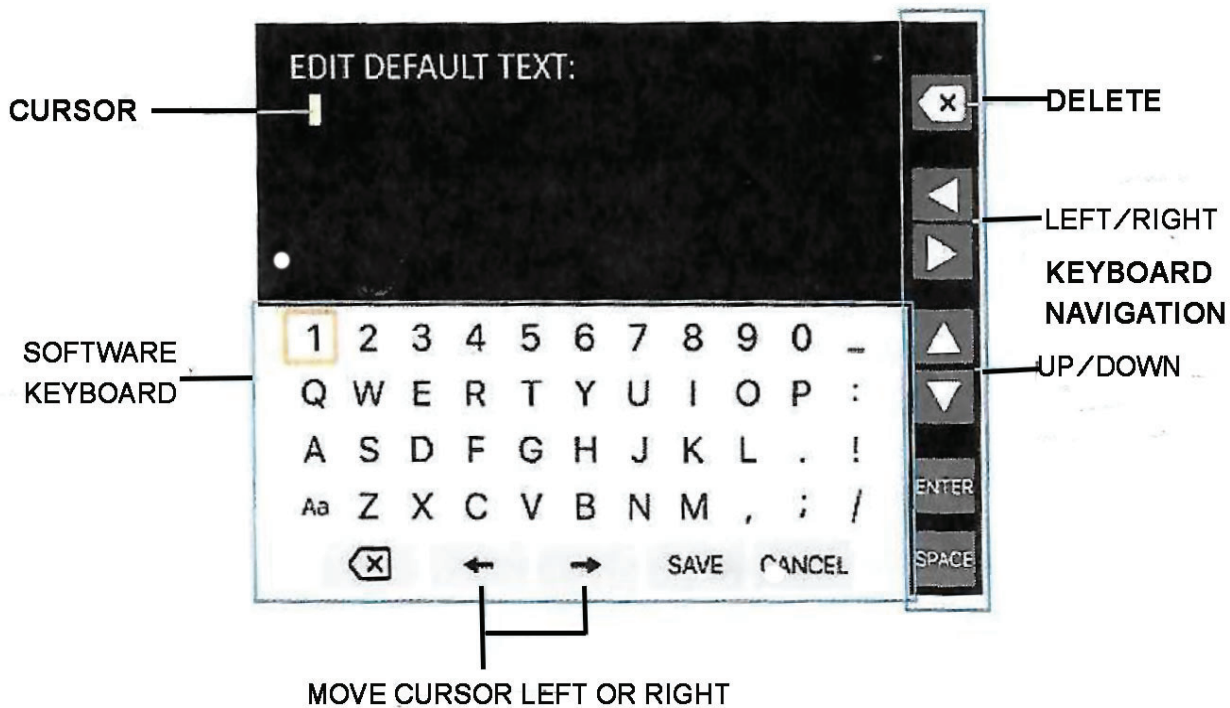 EDIT DEFAULT TEXT:
CURSOR
DELETE
LEFT/RIGHT
KEYBOARD
NAVIGATION
UP/DOWN
SOFTWARE
KEYBOARD
1 2 3 4 5 6 7 8 9 0 _
Q W E R T Y U I O P :
A S D F G H J K L . !
Aa Z X C V B N M , ; /
SAVE CANCEL
ENTER
SPACE
MOVE CURSOR LEFT OR RIGHT